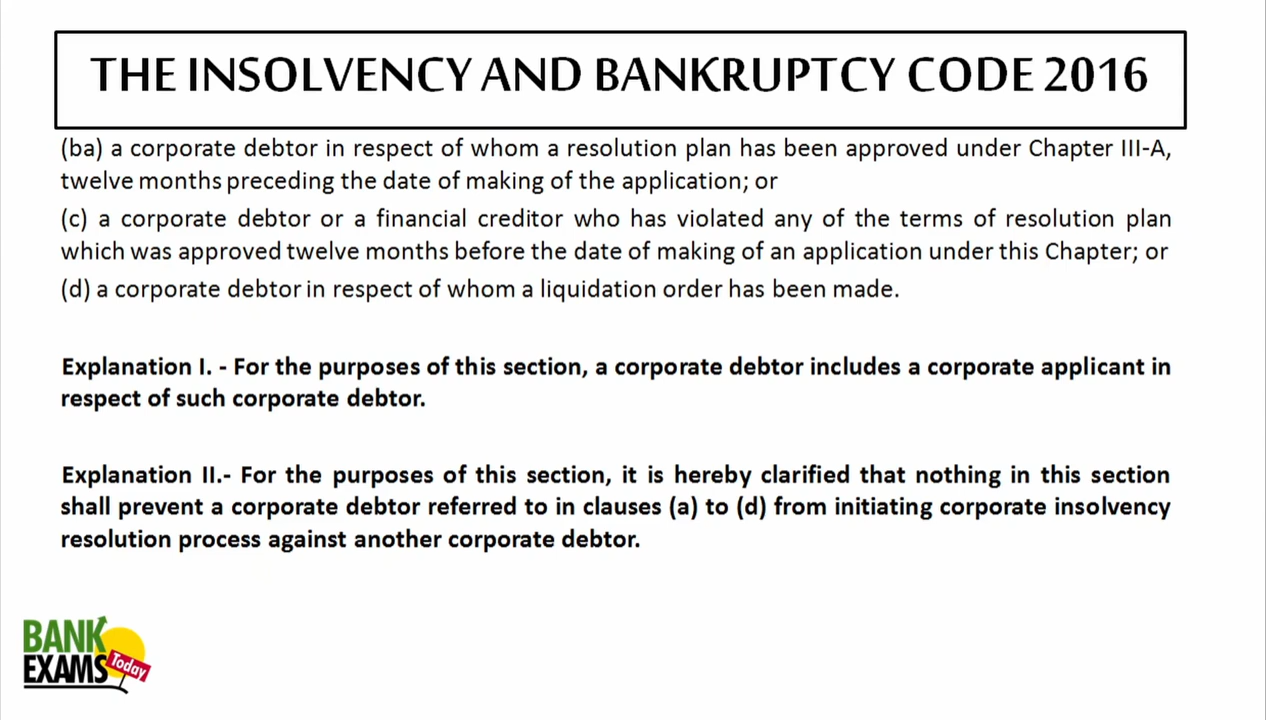 THE INSOLVENCY AND BANKRUPTCY CODE 2016
(ba) a corporate debtor in respect of whom a resolution plan has been approved under Chapter III-A,
twelve months preceding the date of making of the application; or
(c) a corporate debtor or a financial creditor who has violated any of the terms of resolution plan
which was approved twelve months before the date of making of an application under this Chapter; or
(d) a corporate debtor in respect of whom a liquidation order has been made.
Explanation I. - For the purposes of this section, a corporate debtor includes a corporate applicant in
respect of such corporate debtor.
Explanation II.- For the purposes of this section, it is hereby clarified that nothing in this section
shall prevent a corporate debtor referred to in clauses (a) to (d) from initiating corporate insolvency
resolution process against another corporate debtor.
BANK
EXAMS
Today